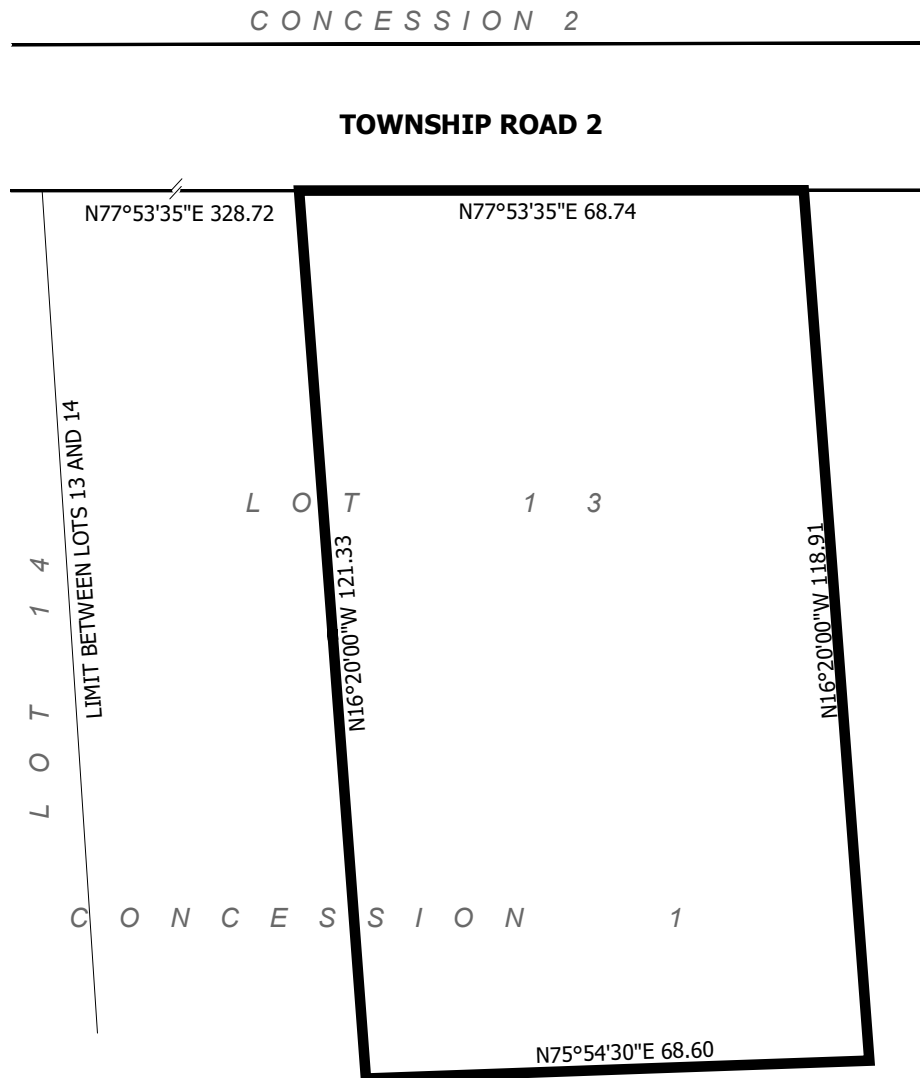 CONCESSION 2
TOWNSHIP ROAD 2
N77°53'35"E 328.72
N77°53'35"E 68.74
LIMIT BETWEEN LOTS 13 AND 14
LOT 14
LOT 13
N16°20'00"W 121.33
N16°20'00"W 118.91
CONCESSION 1
N75°54'30"E 68.60